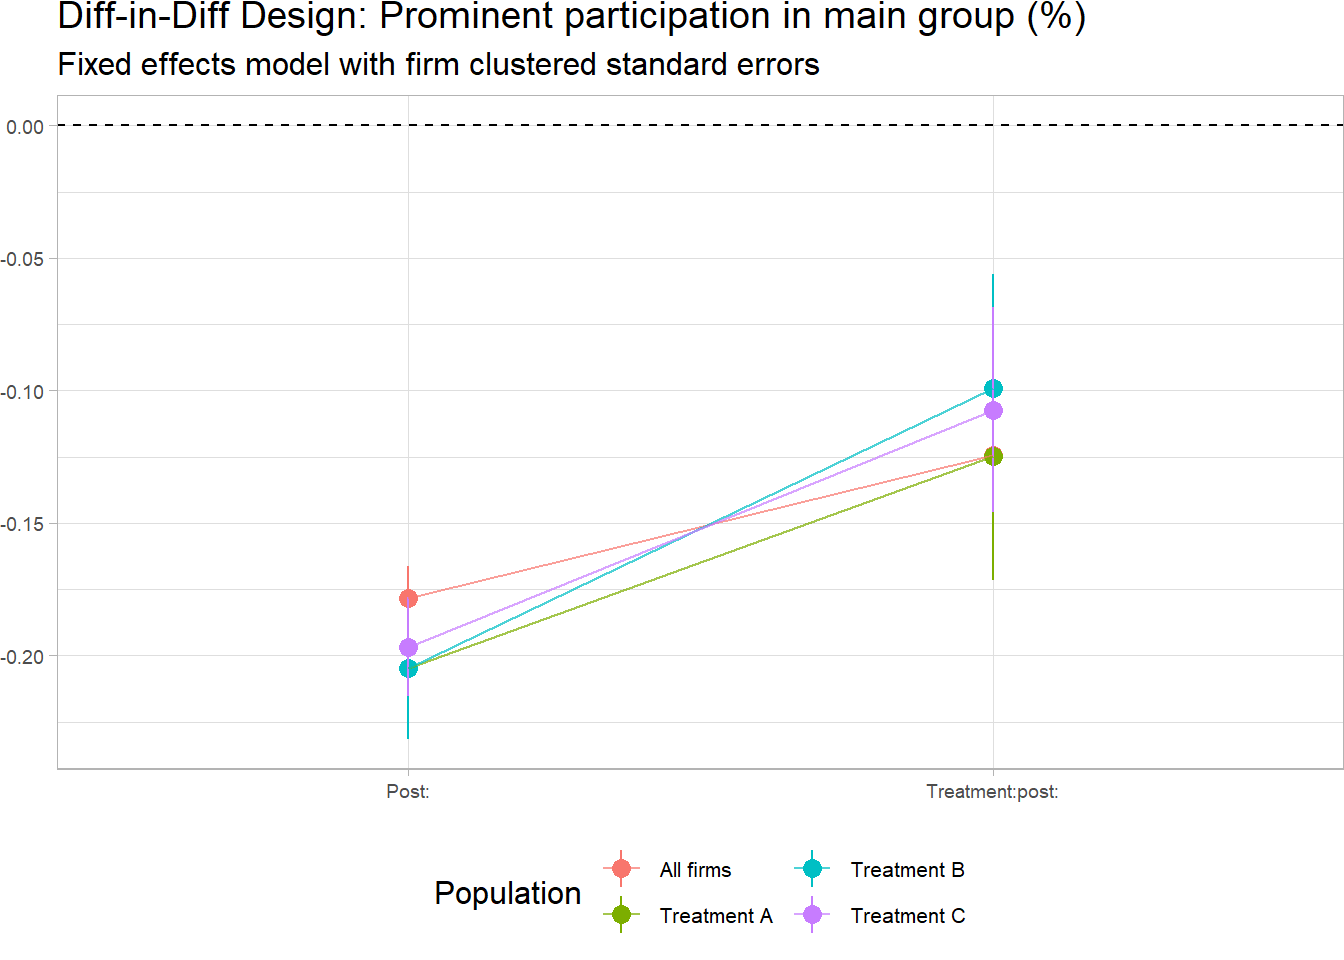 Diff-in-Diff Design: Prominent participation in main group (%)
Fixed effects model with firm clustered standard errors
0.00
-0.05
-0.10
-0.15
-0.20
Post:
Treatment:post:
Population
All firms
Treatment B
Treatment A
Treatment C